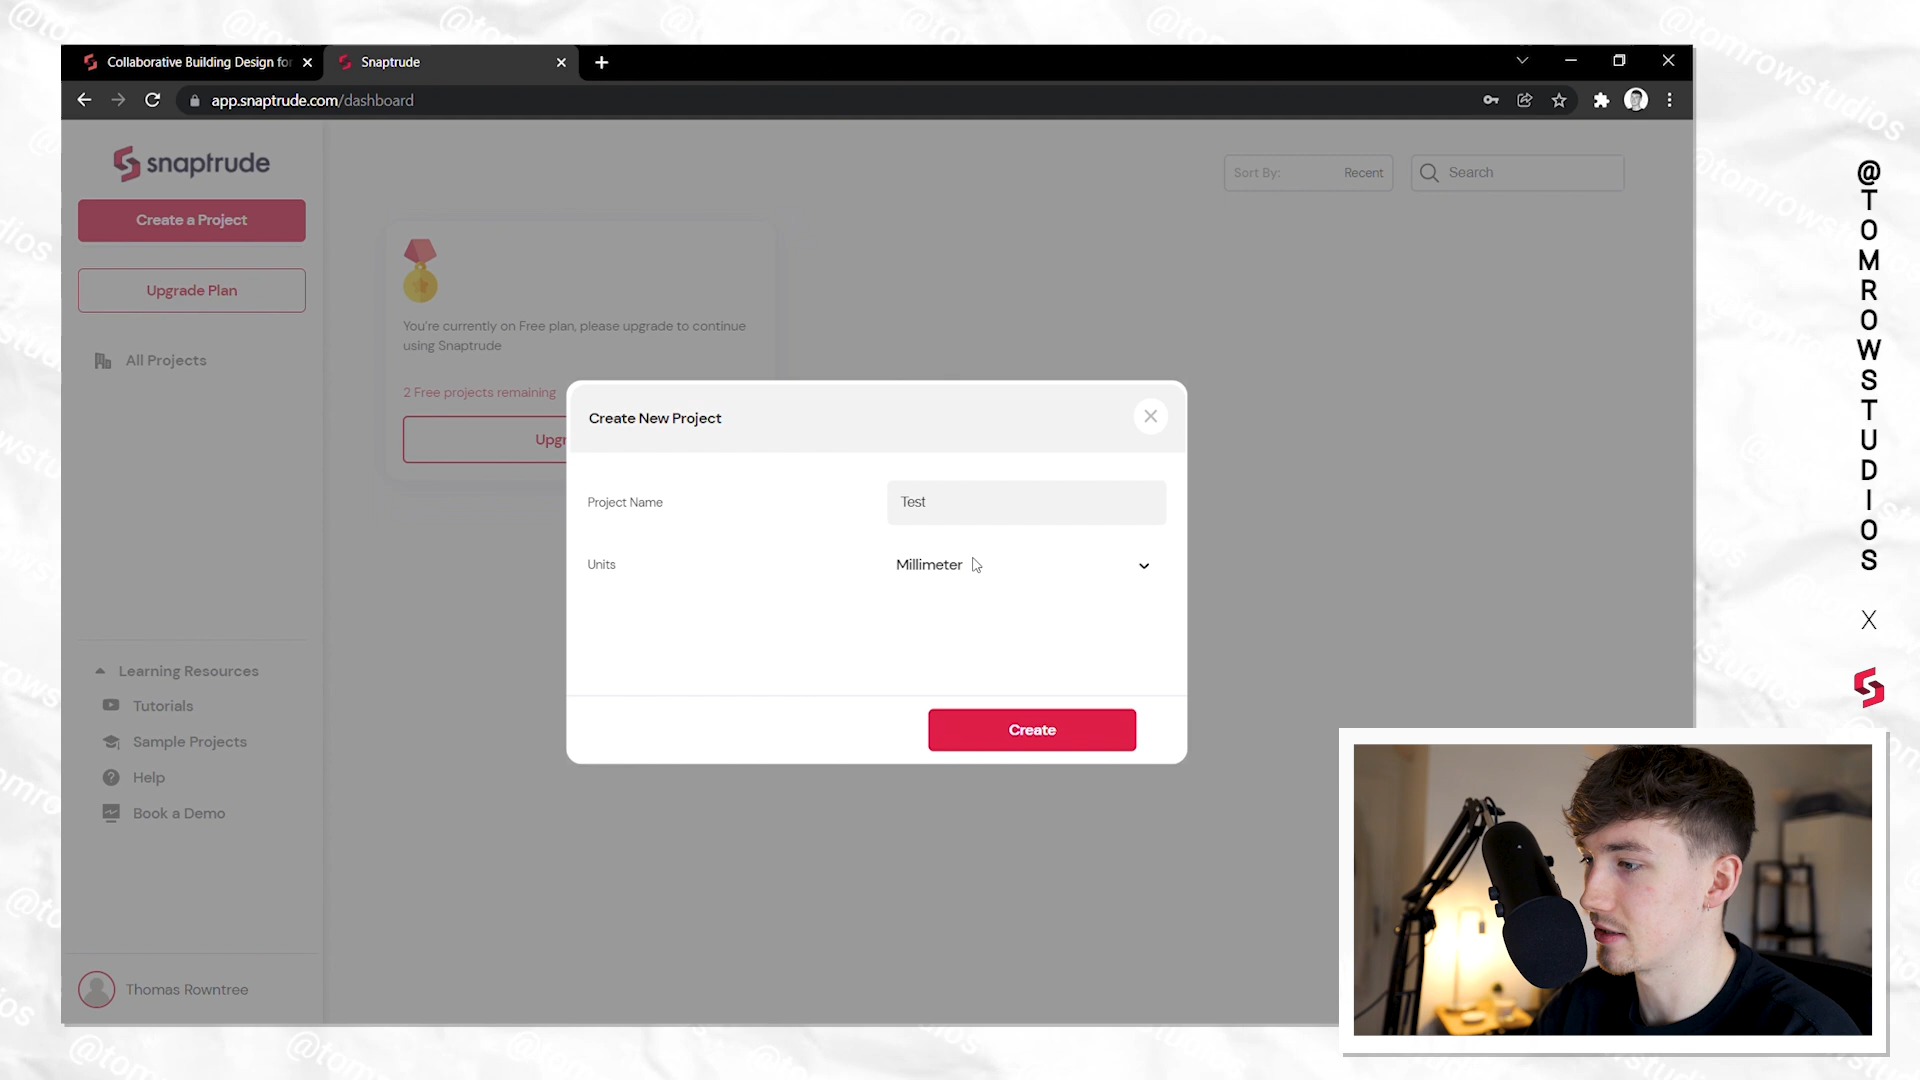 Collaborative Building Design for
Snaptrude
app.snaptrude.com/dashboard
snaptrude
Create a Project
Upgrade Plan
All Projects
Learning Resources
Tutorials
Sample Projects
Help
Book a Demo
Thomas Rowntree
Sort By:
Recent
Search
You're currently on Free plan, please upgrade to continue
using Snaptrude
2 Free projects remaining
Upgr
Create New Project
Project Name
Test
Units
Millimeter
Create
@TOMROWSTUDIOS
X
@tomrowstudios